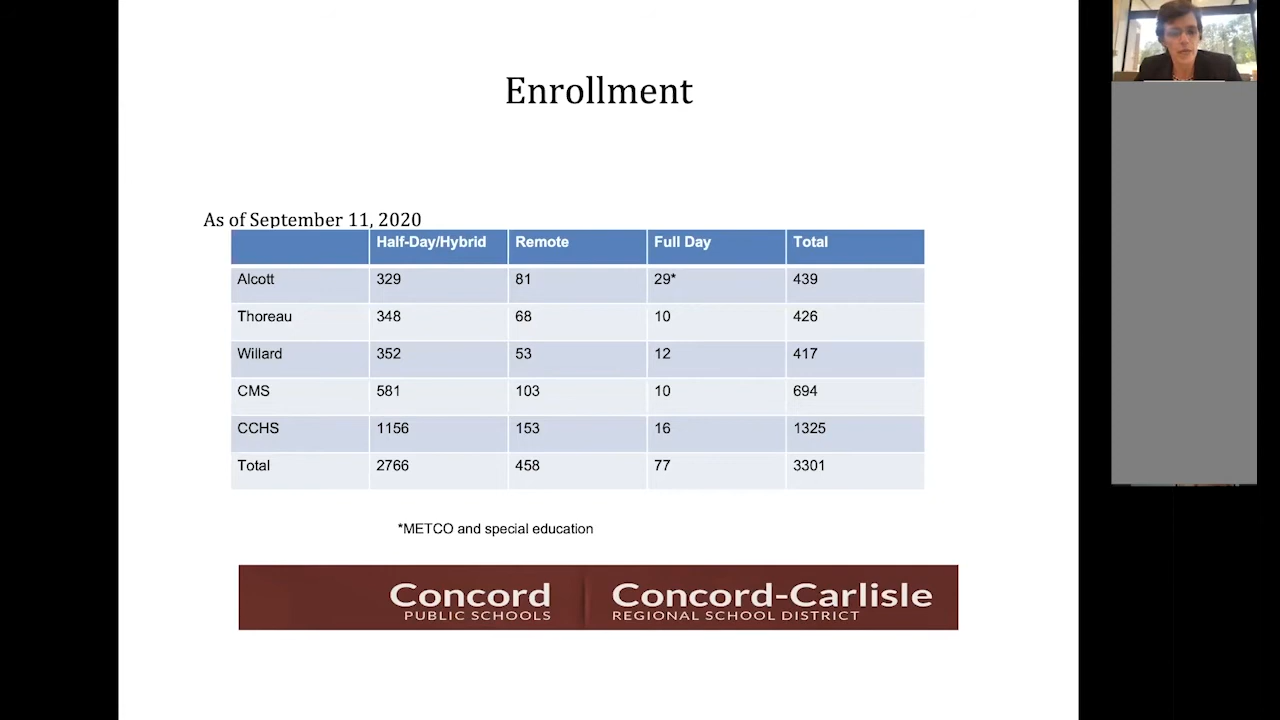 Enrollment
As of September 11, 2020
Half-Day/Hybrid Remote Full Day Total
Alcott 329 81 29* 439
Thoreau 348 68 10 426
Willard 352 53 12 417
CMS 581 103 10 694
CCHS 1156 153 16 1325
Total 2766 458 77 3301
*METCO and special education
Concord Concord-Carlisle
PUBLIC SCHOOLS REGIONAL SCHOOL DISTRICT